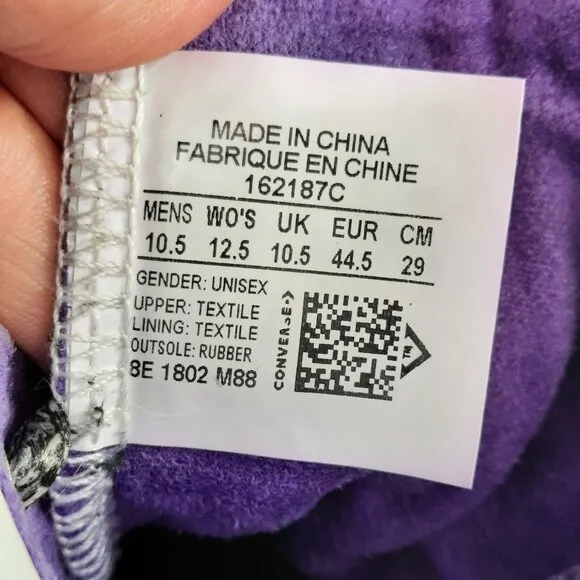 MADE IN CHINA
FABRIQUE EN CHINE
162187C
MENS WO'S UK EUR CM
10.5 12.5 10.5 44.5 29
GENDER: UNISEX
UPPER: TEXTILE
LINING: TEXTILE
OUTSOLE: RUBBER
8E 1802 M88
CONVERSE
TM